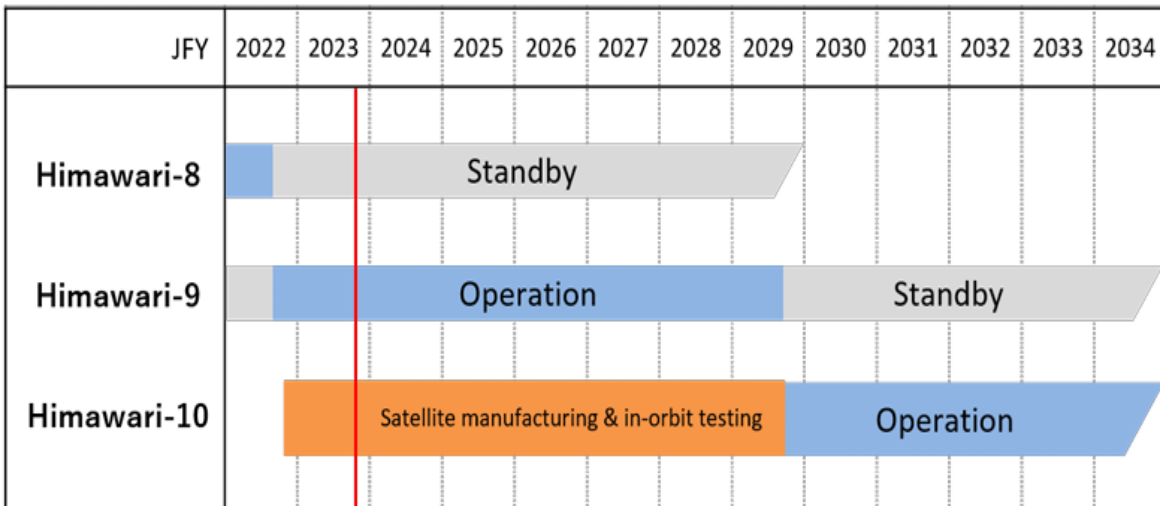 JFY 2022 2023 2024 2025 2026 2027 2028 2029 2030 2031 2032 2033 2034
Himawari-8 Standby
Himawari-9 Operation Standby
Himawari-10 Satellite manufacturing & in-orbit testing Operation